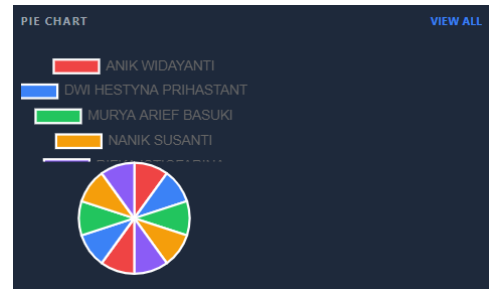 PIE CHART
VIEW ALL
ANIK WIDAYANTI
DWI HESTYNA PRIHASTANT
MURYA ARIEF BASUKI
NANIK SUSANTI